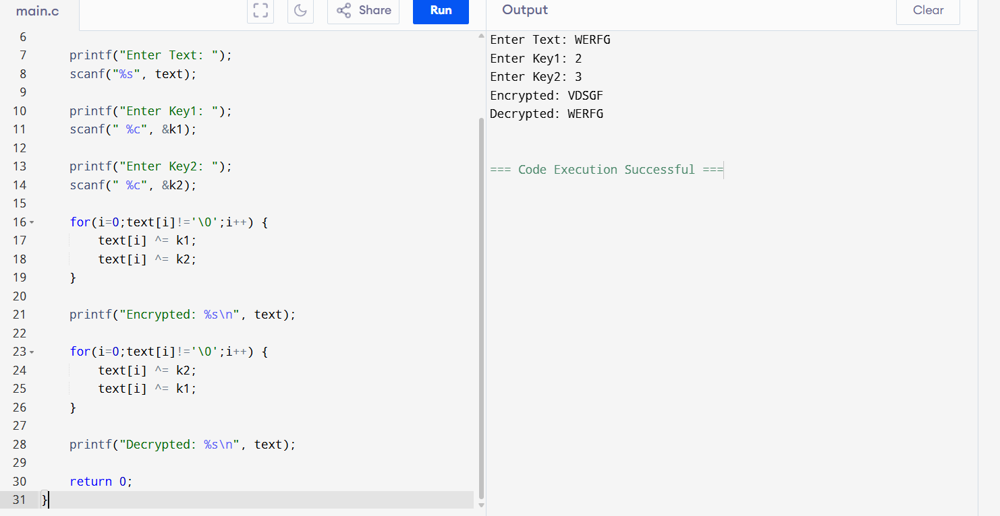 main.c
Share
Run
Output
Clear
6
7 printf("Enter Text: ");
8 scanf("%s", text);
9
10 printf("Enter Key1: ");
11 scanf(" %c", &k1);
12
13 printf("Enter Key2: ");
14 scanf(" %c", &k2);
15
16 for(i=0;text[i]!='\0';i++) {
17 text[i] ^= k1;
18 text[i] ^= k2;
19 }
20
21 printf("Encrypted: %s\n", text);
22
23 for(i=0;text[i]!='\0';i++) {
24 text[i] ^= k2;
25 text[i] ^= k1;
26 }
27
28 printf("Decrypted: %s\n", text);
29
30 return 0;
31 }
Enter Text: WERFG
Enter Key1: 2
Enter Key2: 3
Encrypted: VDSGF
Decrypted: WERFG
=== Code Execution Successful ===